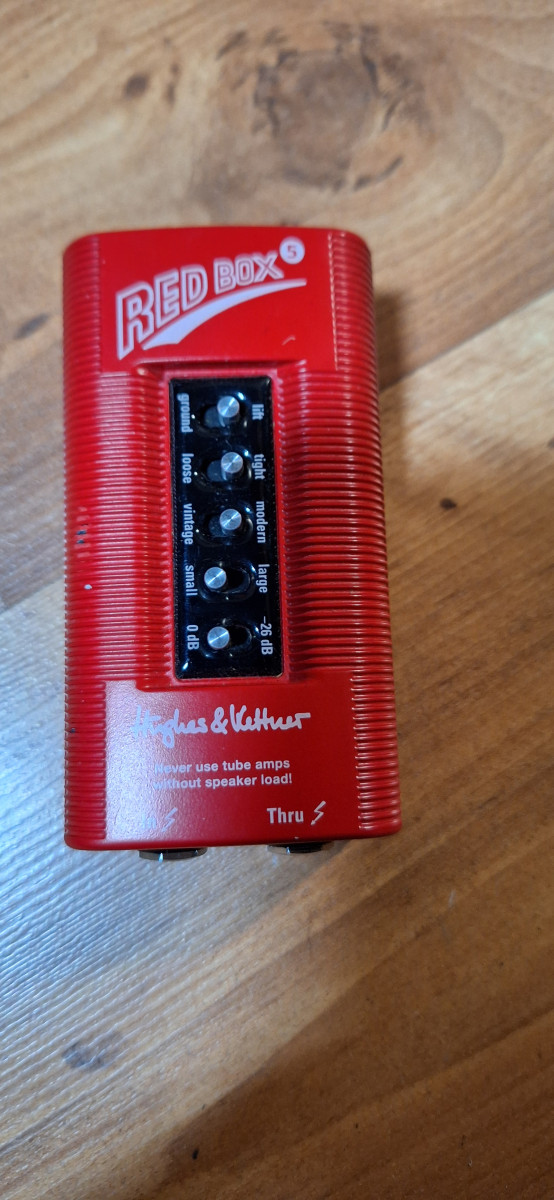 RED BOX 5
ground lift
loose tight
vintage modern
small large
0 dB -26 dB
Hughes & Kettner
Never use tube amps
without speaker load!
Thru